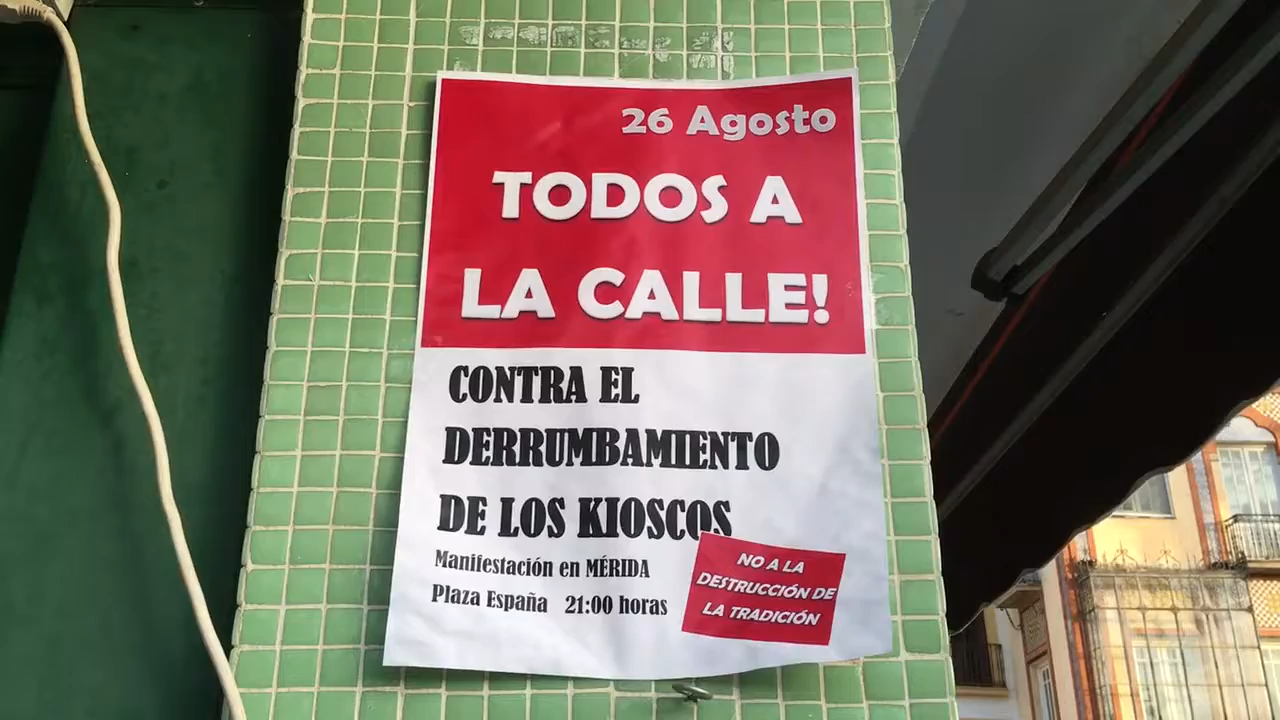 26 Agosto
TODOS A
LA CALLE!
CONTRA EL
DERRUMBAMIENTO
DE LOS KIOSCOS
Manifestación en MÉRIDA
Plaza España 21:00 horas
NO A LA
DESTRUCCIÓN DE
LA TRADICIÓN